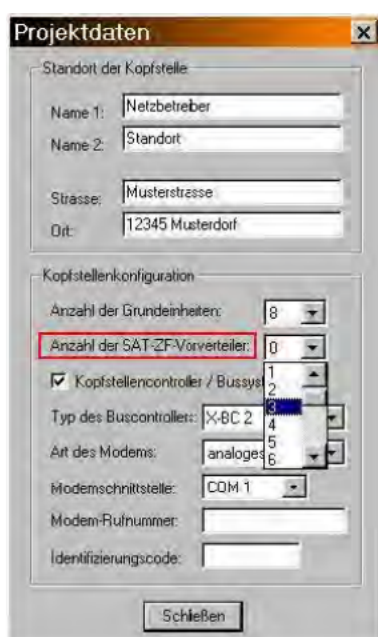 Projektdaten
Standort der Kopfstelle
Name 1: Netzbetreiber
Name 2: Standort
Strasse: Musterstrasse
Ort: 12345 Musterdorf
Kopfstellenkonfiguration
Anzahl der Grundeinheiten: 8
Anzahl der SAT-ZF-Vorverteiler: 0
1
2
3
4
5
6
Kopfstellencontroller / Bussyst
Typ des Buscontrollers: X-BC 2
Art des Modems: analoges
Modemschnittstelle: COM 1
Modem-Rufnummer:
Identifizierungscode:
Schließen